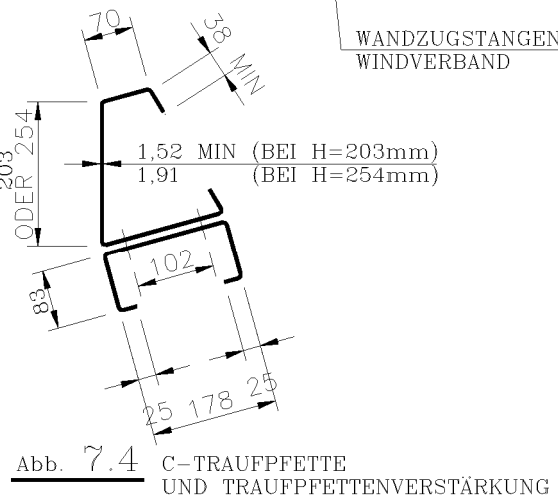 70
38 MIN
WANDZUGSTANGEN
WINDVERBAND
203
ODER 254
1,52 MIN (BEI H=203mm)
1,91 (BEI H=254mm)
102
83
25 178 25
Abb. 7.4 C-TRAUFPFETTE
UND TRAUFPFETTENVERSTÄRKUNG